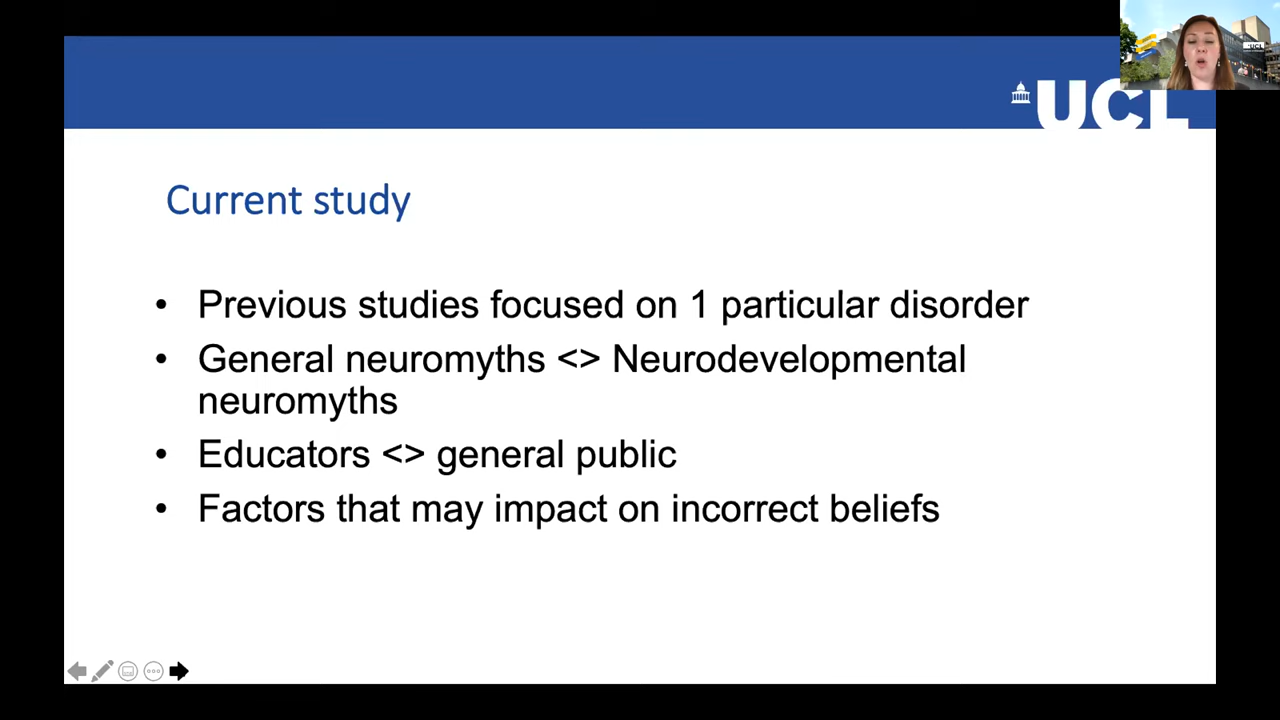 UCL
UCL
Current study
• Previous studies focused on 1 particular disorder
• General neuromyths <> Neurodevelopmental
neuromyths
• Educators <> general public
• Factors that may impact on incorrect beliefs